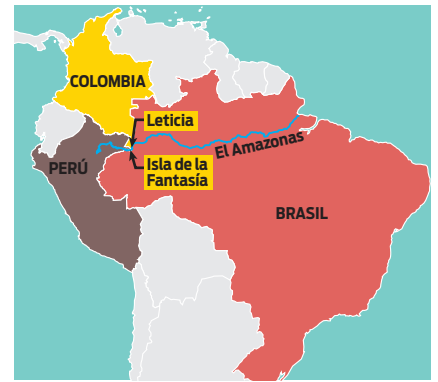 COLOMBIA
Leticia
El Amazonas
PERÚ
Isla de la
Fantasía
BRASIL